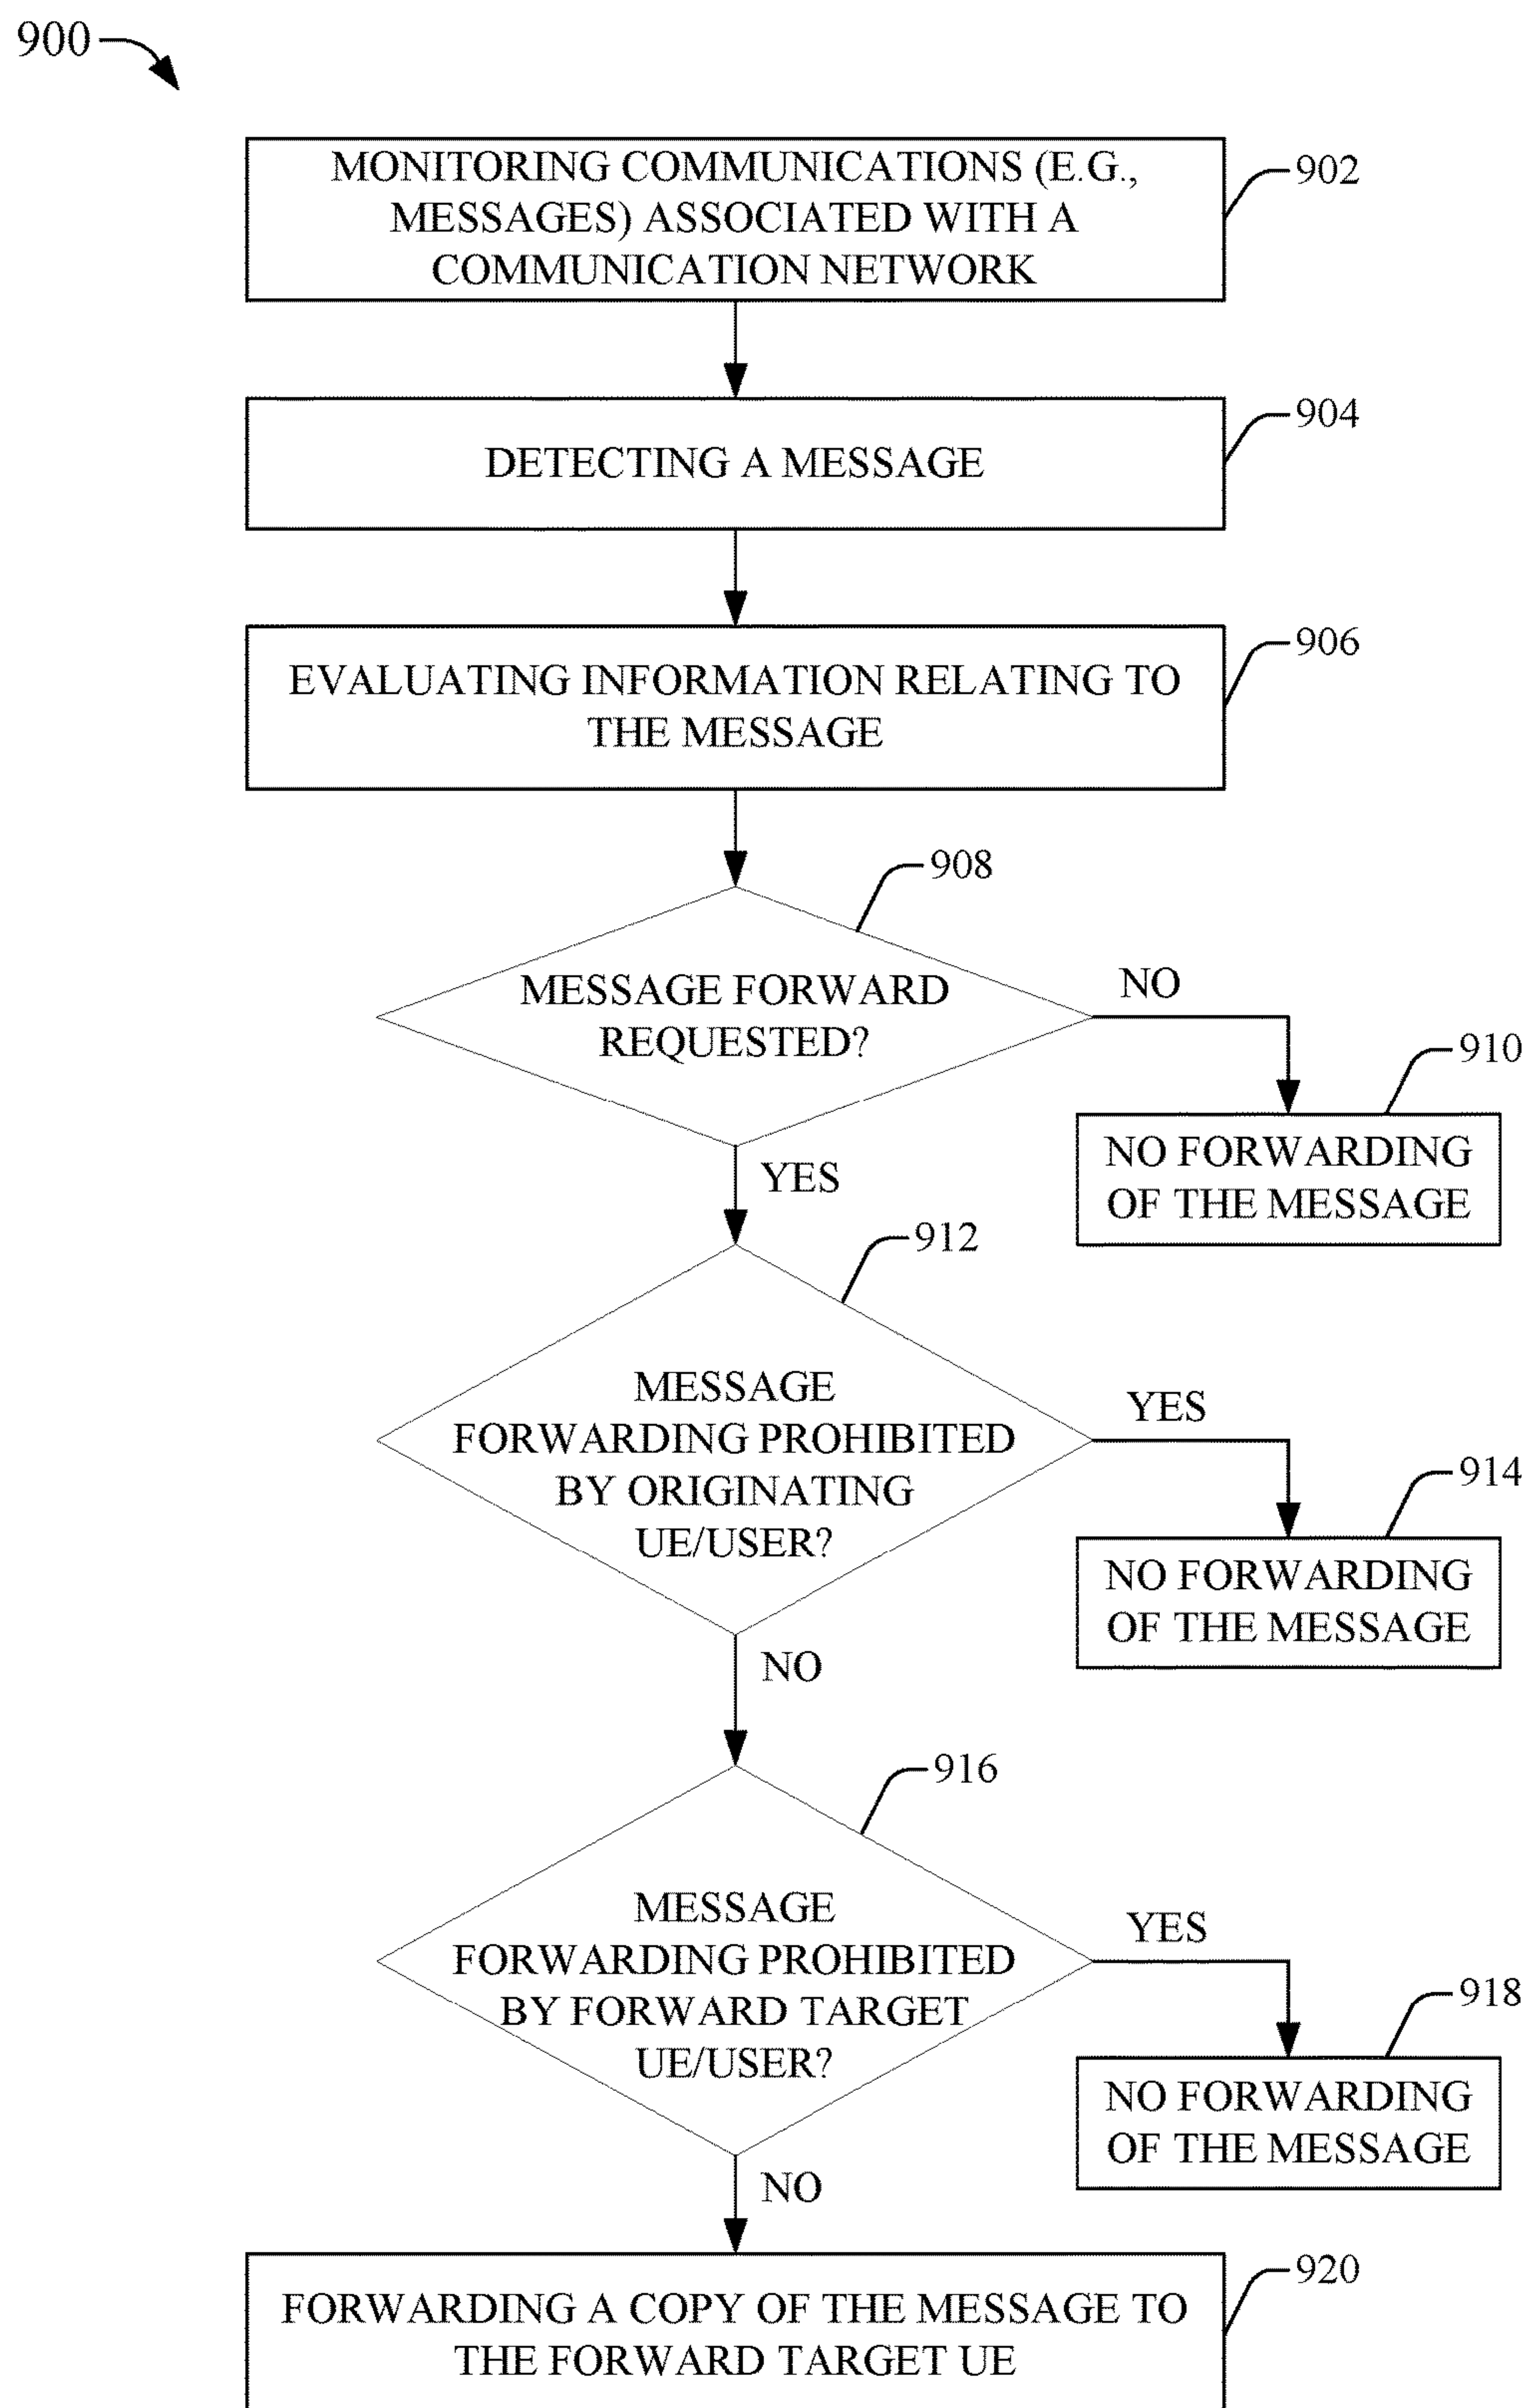 900
MONITORING COMMUNICATIONS (E.G.,
MESSAGES) ASSOCIATED WITH A
COMMUNICATION NETWORK
902
DETECTING A MESSAGE
904
EVALUATING INFORMATION RELATING TO
THE MESSAGE
906
908
MESSAGE FORWARD
REQUESTED?
NO
910
NO FORWARDING
OF THE MESSAGE
YES
912
MESSAGE
FORWARDING PROHIBITED
BY ORIGINATING
UE/USER?
YES
914
NO FORWARDING
OF THE MESSAGE
NO
916
MESSAGE
FORWARDING PROHIBITED
BY FORWARD TARGET
UE/USER?
YES
918
NO FORWARDING
OF THE MESSAGE
NO
920
FORWARDING A COPY OF THE MESSAGE TO
THE FORWARD TARGET UE